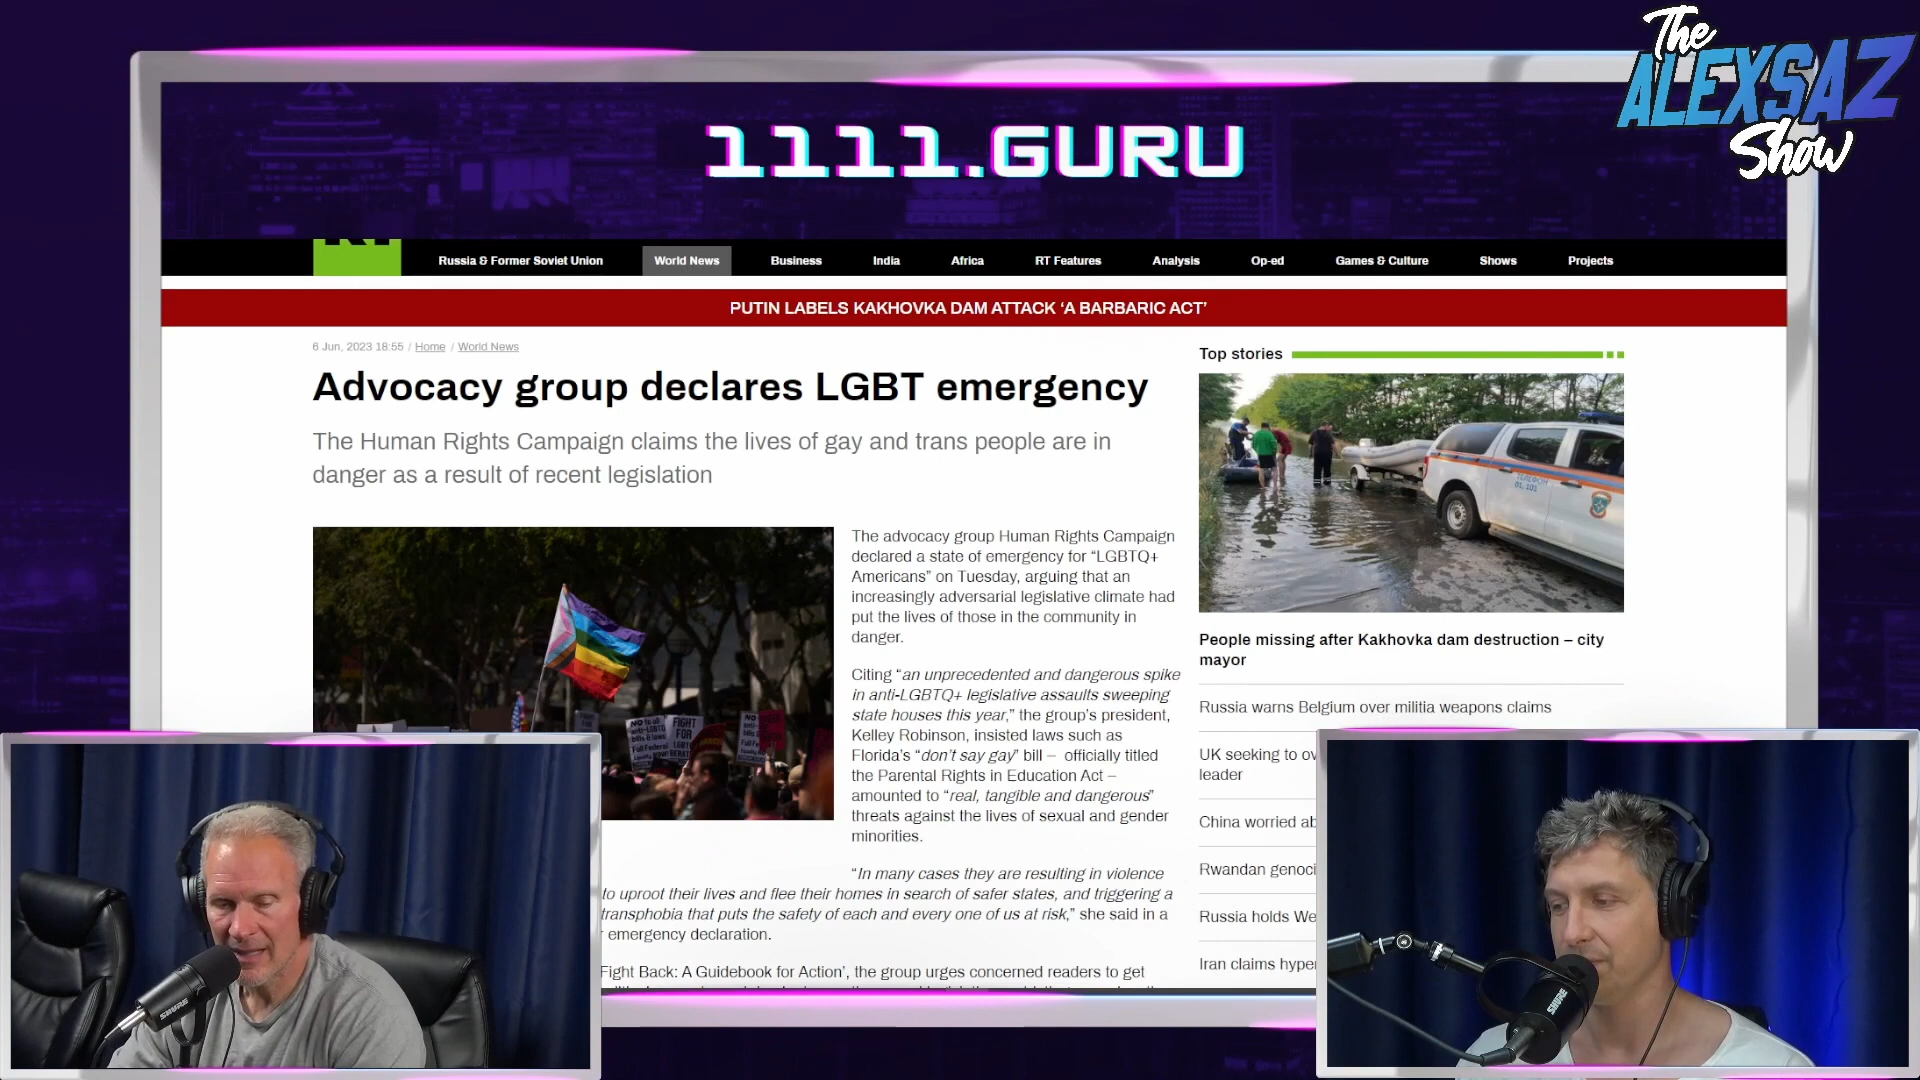 The
ALEXSAZ
Show
1111.GURU
Russia & Former Soviet Union World News Business India Africa RT Features Analysis Op-ed Games & Culture Shows Projects
PUTIN LABELS KAKHOVKA DAM ATTACK ‘A BARBARIC ACT’
6 Jun, 2023 18:55 / Home / World News
Advocacy group declares LGBT emergency
The Human Rights Campaign claims the lives of gay and trans people are in
danger as a result of recent legislation
The advocacy group Human Rights Campaign
declared a state of emergency for “LGBTQ+
Americans” on Tuesday, arguing that an
increasingly adversarial legislative climate had
put the lives of those in the community in
danger.
Citing “an unprecedented and dangerous spike
in anti-LGBTQ+ legislative assaults sweeping
state houses this year,” the group’s president,
Kelley Robinson, insisted laws such as
Florida’s “don’t say gay” bill – officially titled
the Parental Rights in Education Act –
amounted to “real, tangible and dangerous”
threats against the lives of sexual and gender
minorities.
“In many cases they are resulting in violence
to uproot their lives and flee their homes in search of safer states, and triggering a
transphobia that puts the safety of each and every one of us at risk,” she said in a
emergency declaration.
Fight Back: A Guidebook for Action’, the group urges concerned readers to get
Top stories
ТЕЛЕФОН
01, 101
People missing after Kakhovka dam destruction – city
mayor
Russia warns Belgium over militia weapons claims
UK seeking to
leader
China worried
Rwandan
Russia holds
Iran claims
FIGHT
FOR
SHURE
SHURE